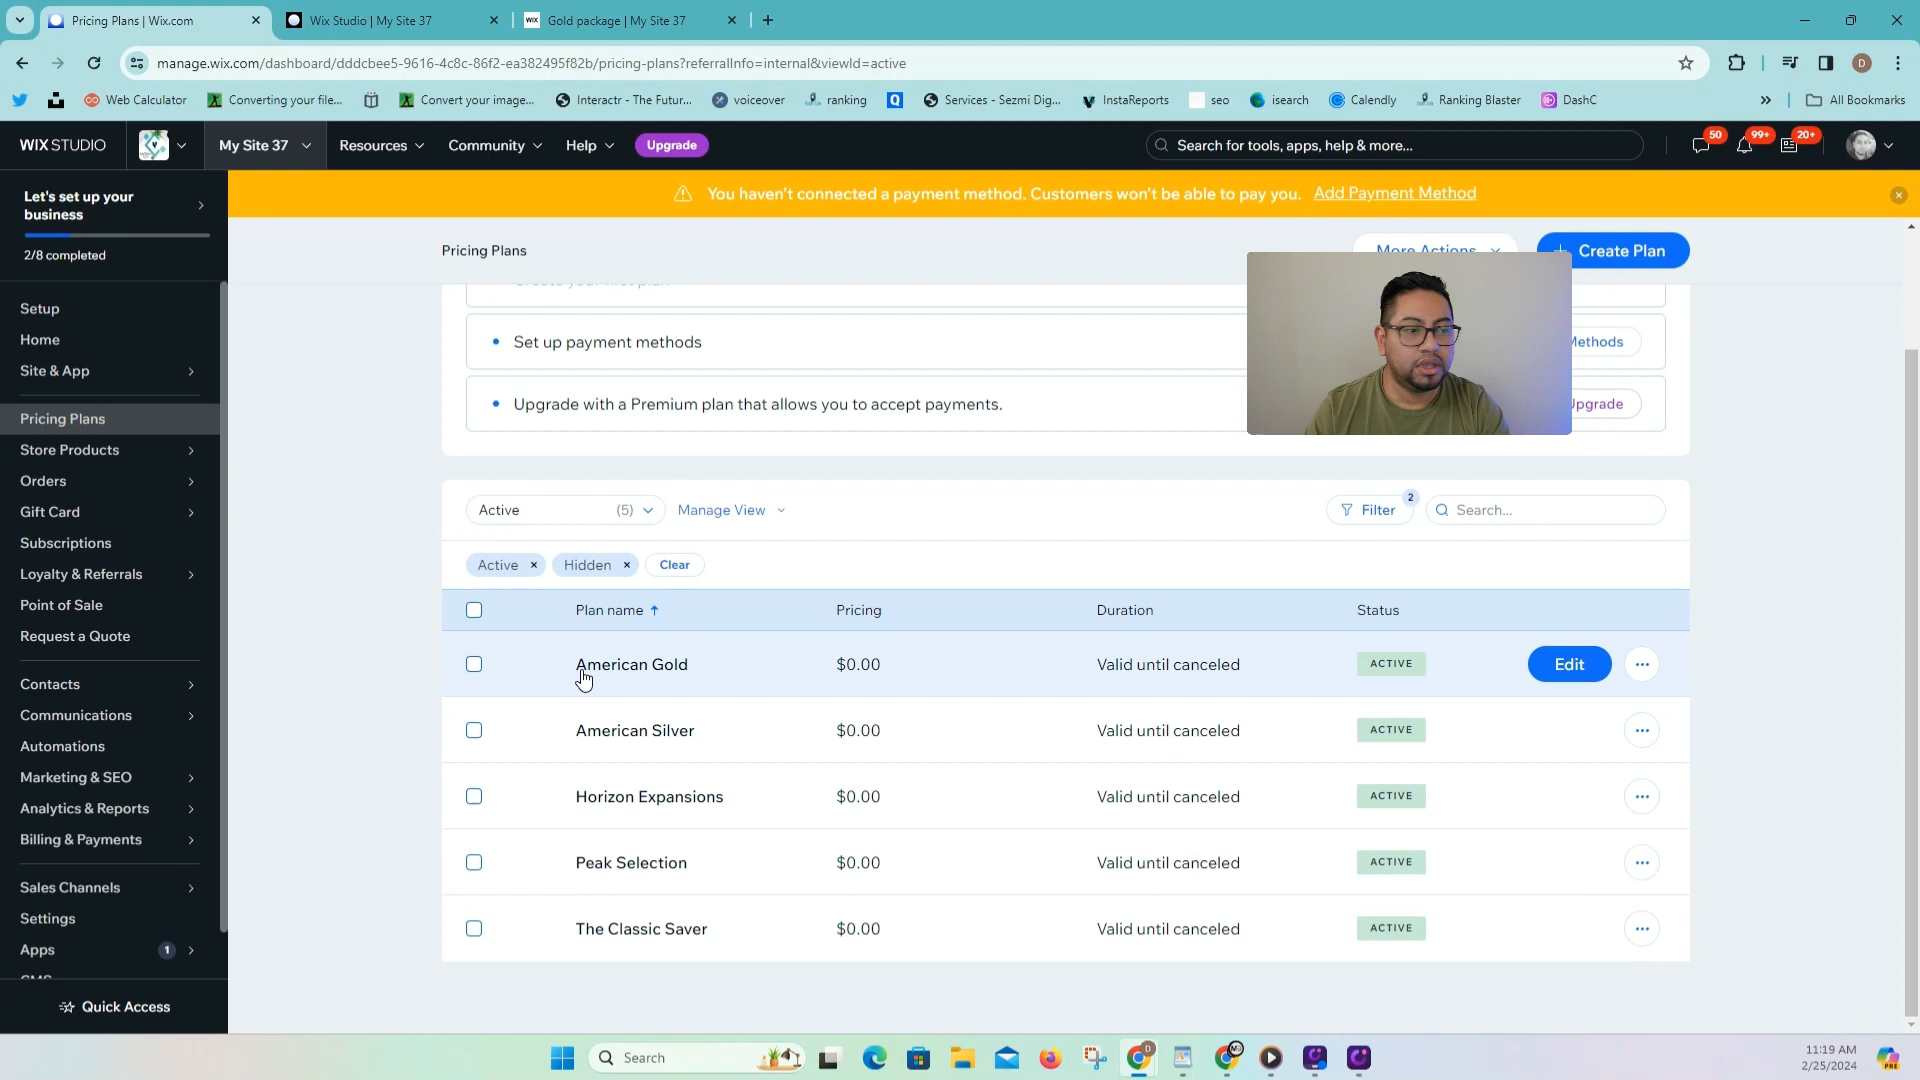 Pricing Plans | Wix.com
Wix Studio | My Site 37
WIX
Gold package | My Site 37
manage.wix.com/dashboard/dddcbee5-9616-4c8c-86f2-ea382495f82b/pricing-plans?referralInfo=internal&viewId=active
D
Web Calculator
Converting your file...
Convert your image...
Interactr - The Futur...
voiceover
ranking
Services - Sezmi Dig...
InstaReports
seo
isearch
Calendly
Ranking Blaster
DashC
All Bookmarks
WIX STUDIO
My Site 37
Resources
Community
Help
Upgrade
Search for tools, apps, help & more...
50
99+
20+
Let's set up your
business
2/8 completed
You haven't connected a payment method. Customers won't be able to pay you. Add Payment Method
Pricing Plans
More Actions
+ Create Plan
Create your first plan
Set up payment methods
Methods
Upgrade with a Premium plan that allows you to accept payments.
Upgrade
Setup
Home
Site & App
Pricing Plans
Store Products
Orders
Gift Card
Subscriptions
Loyalty & Referrals
Point of Sale
Request a Quote
Contacts
Communications
Automations
Marketing & SEO
Analytics & Reports
Billing & Payments
Sales Channels
Settings
Apps 1
CMS
Quick Access
Active (5)
Manage View
Filter 2
Search...
Active
Hidden
Clear
Plan name
Pricing
Duration
Status
American Gold $0.00 Valid until canceled ACTIVE Edit
American Silver $0.00 Valid until canceled ACTIVE
Horizon Expansions $0.00 Valid until canceled ACTIVE
Peak Selection $0.00 Valid until canceled ACTIVE
The Classic Saver $0.00 Valid until canceled ACTIVE
Search
11:19 AM
2/25/2024
PRE